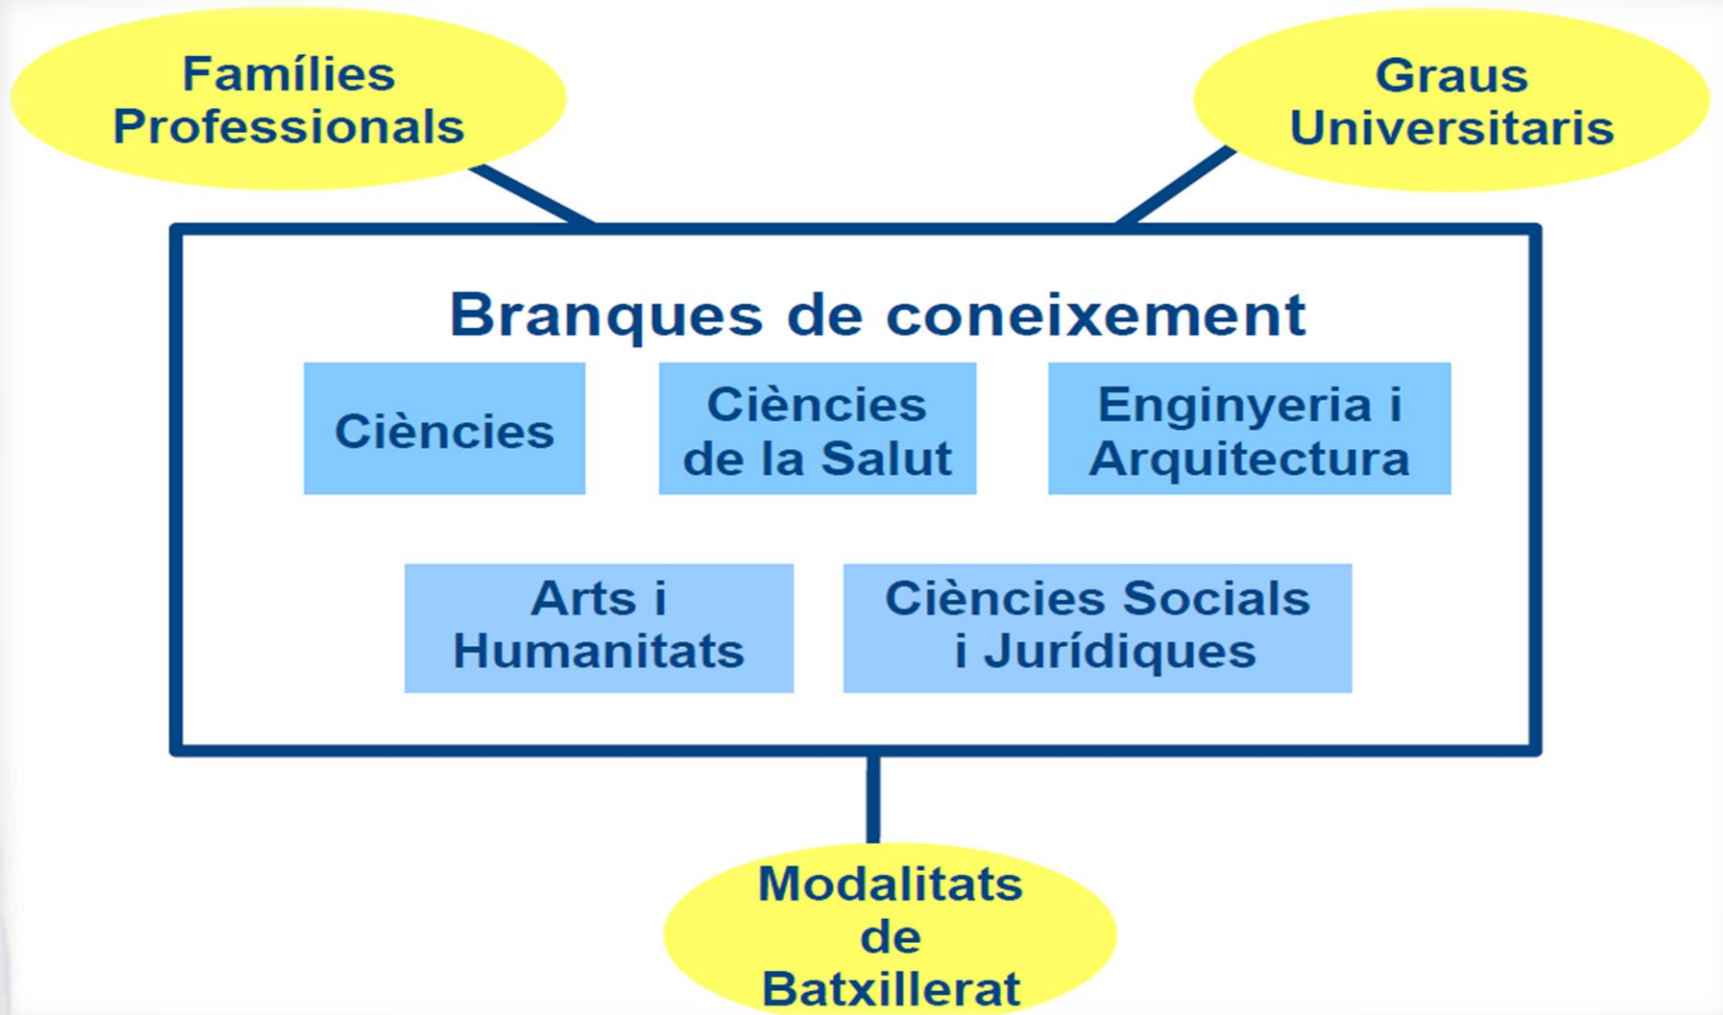 Famílies
Professionals
Graus
Universitaris
Branques de coneixement
Ciències
Ciències
de la Salut
Enginyeria i
Arquitectura
Arts i
Humanitats
Ciències Socials
i Jurídiques
Modalitats
de
Batxillerat